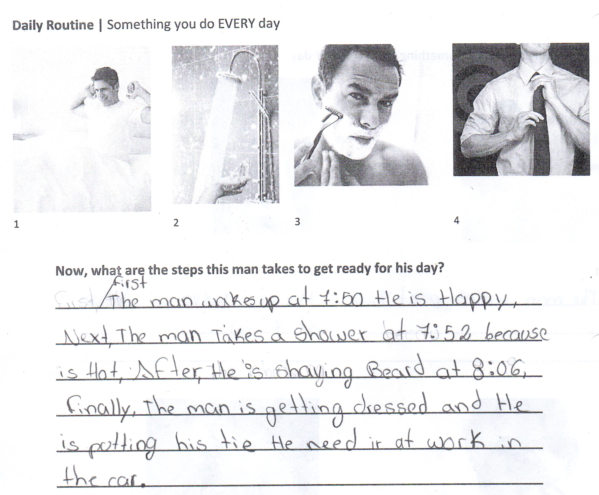 Daily Routine | Something you do EVERY day
1
2
3
4
Now, what are the steps this man takes to get ready for his day?
first
First / The man wakes up at 7:50 He is Happy,
Next, The man Takes a shower at 7:52 because
is Hot, After, He is Shaving Beard at 8:06,
finally, The man is getting dressed and He
is putting his tie He need ir at work in
the car.